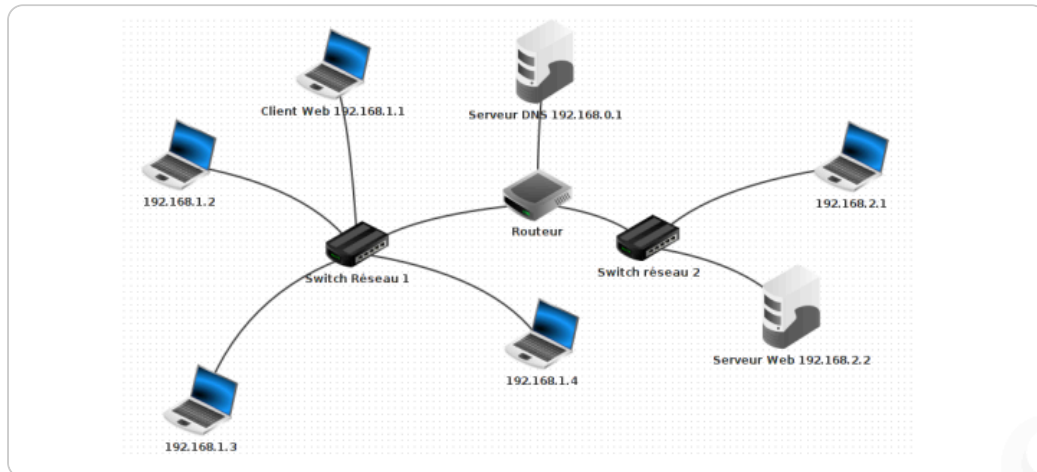 Client Web 192.168.1.1
Serveur DNS 192.168.0.1
192.168.1.2
192.168.2.1
Routeur
Switch Réseau 1
Switch réseau 2
Serveur Web 192.168.2.2
192.168.1.4
192.168.1.3